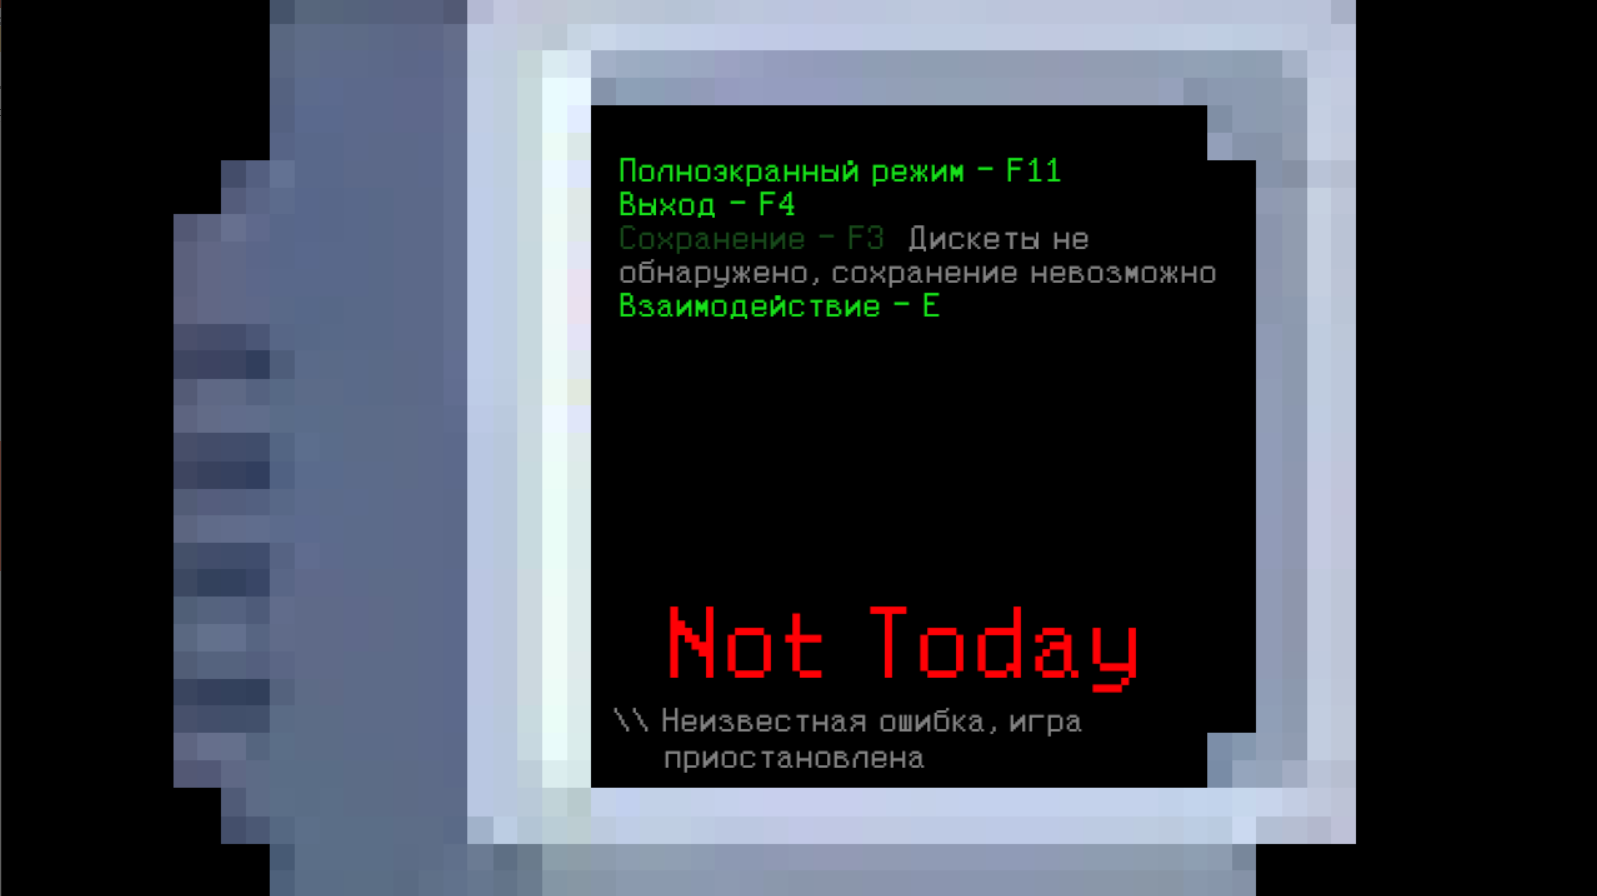 Полноэкранный режим - F11
Выход - F4
Сохранение - F3 Дискеты не
обнаружено, сохранение невозможно
Взаимодействие - E
Not Today
\\ Неизвестная ошибка, игра
приостановлена